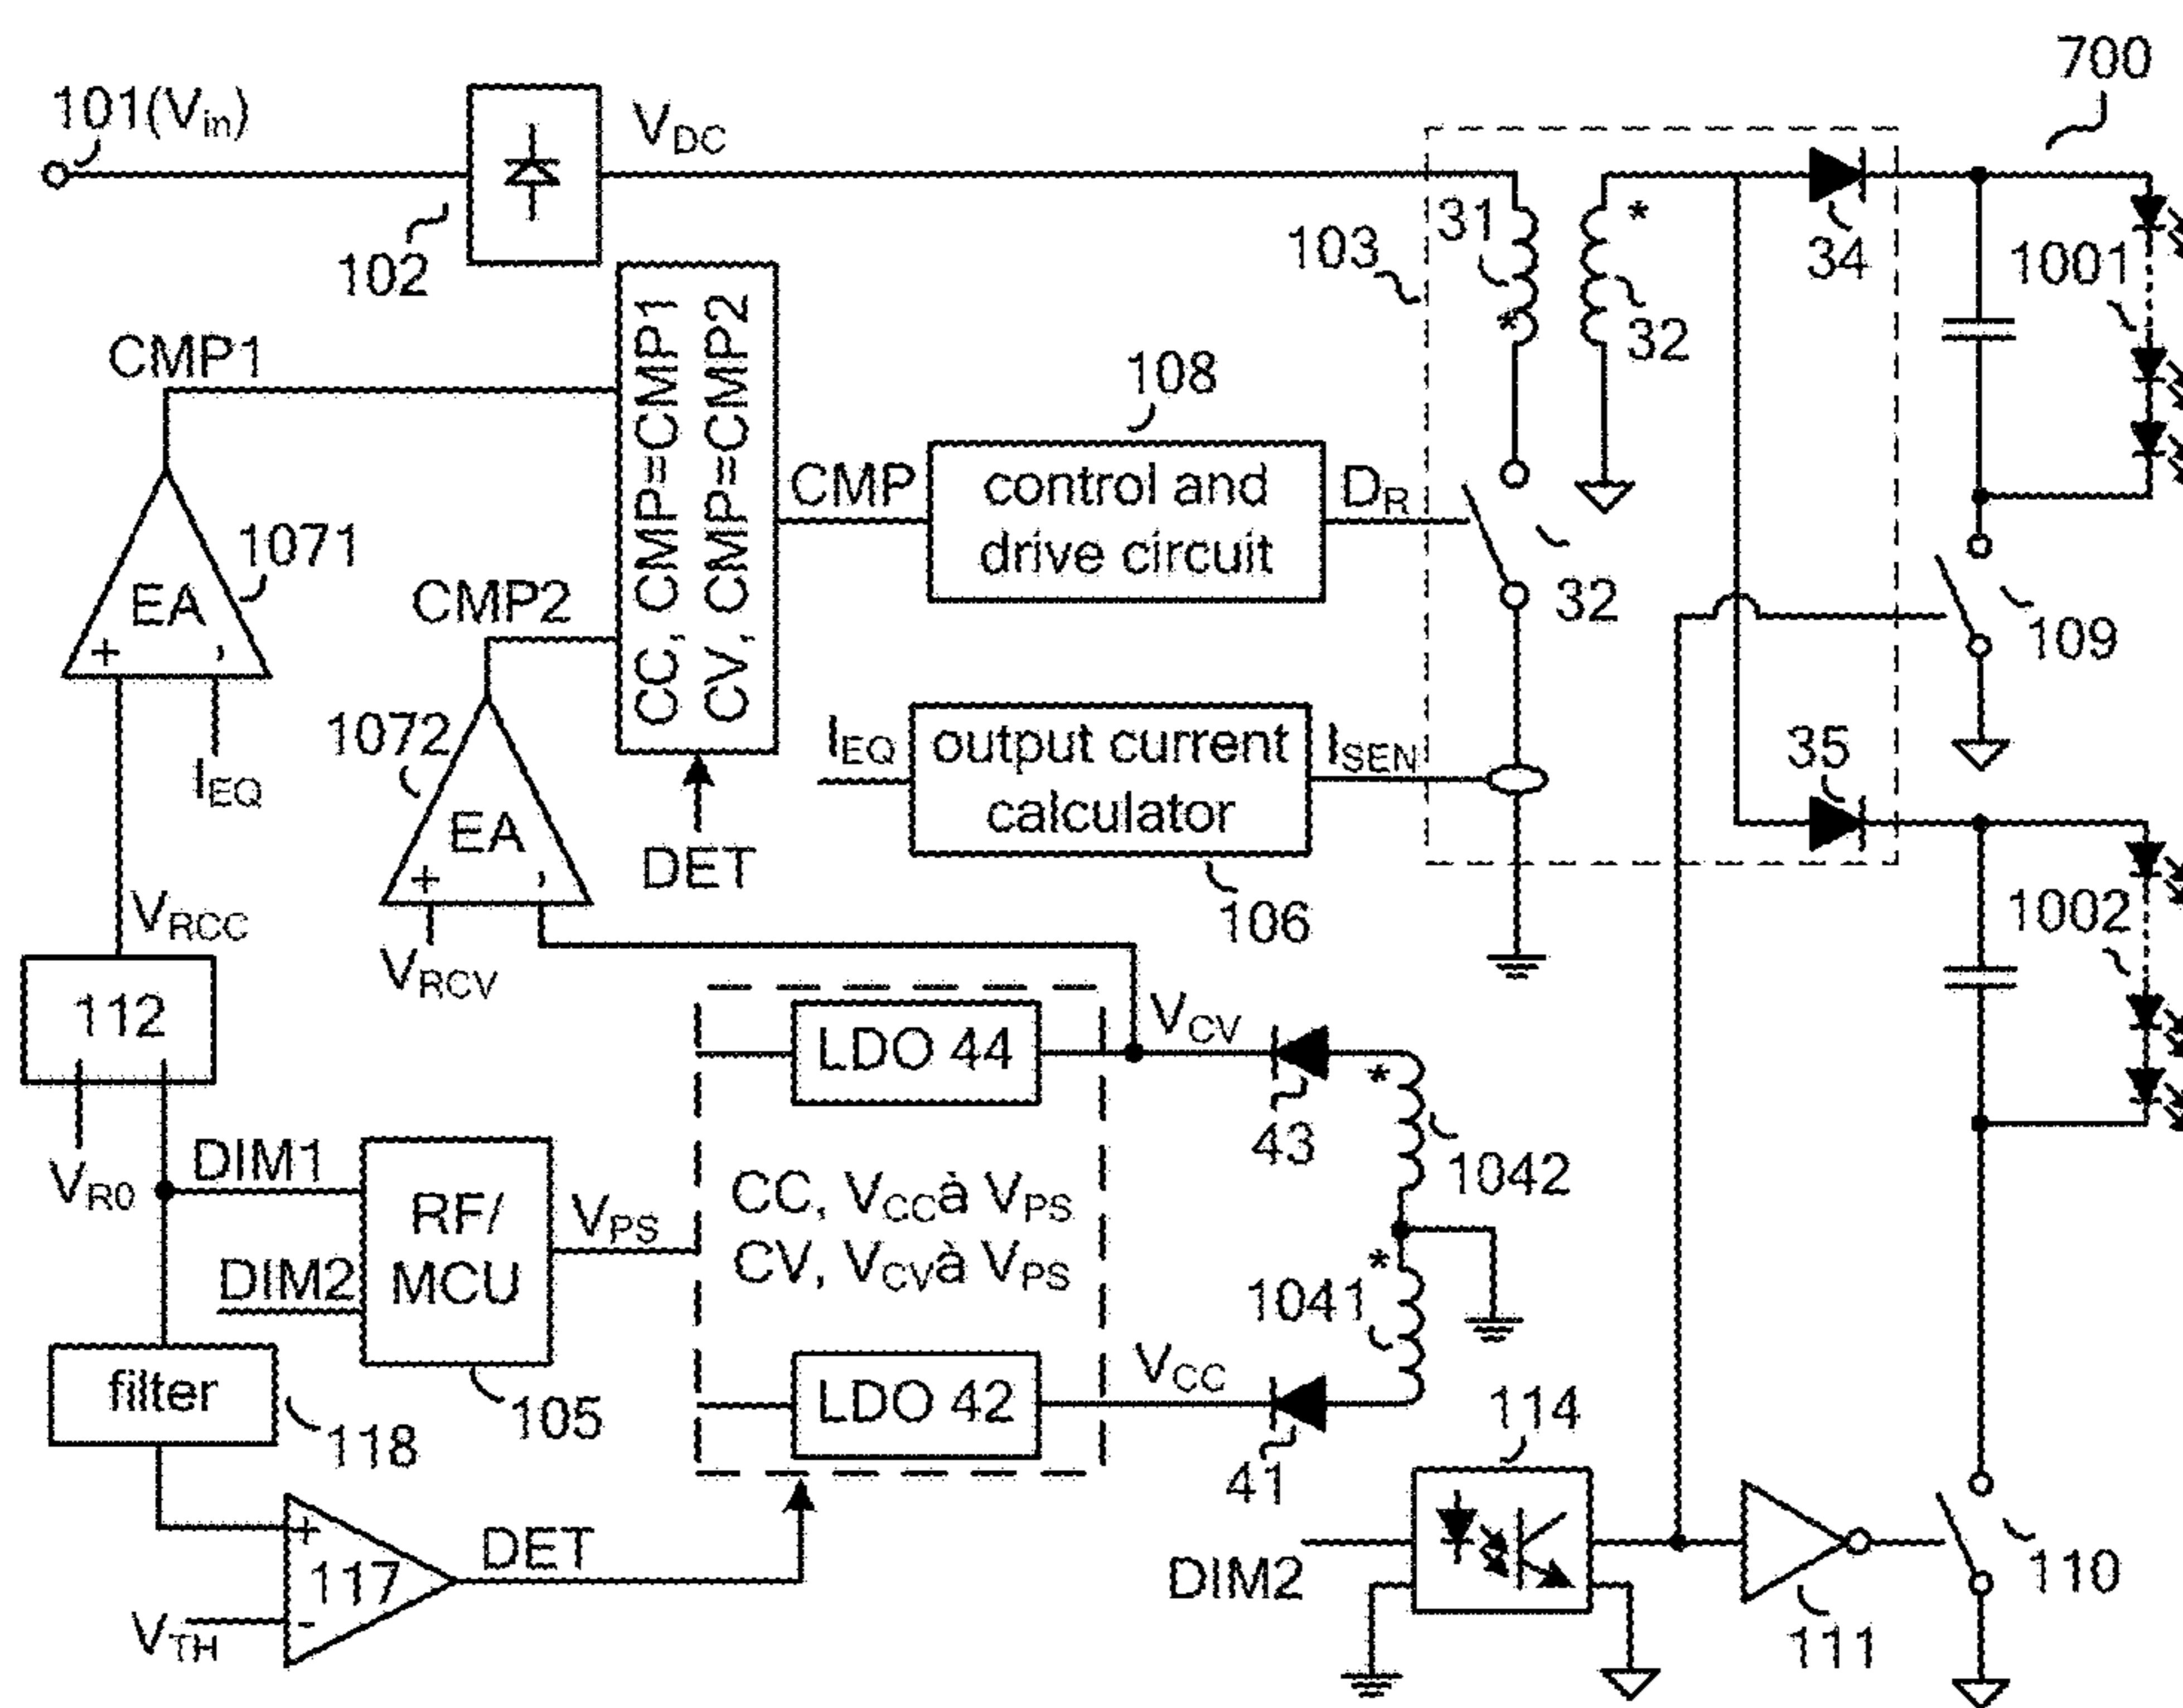 700
101(Vin)
VDC
102
103
31
*
*
32
34
1001
CMP1
CC, CMP=CMP1
CV, CMP=CMP2
108
CMP
control and
drive circuit
DR
32
109
1071
EA
+ -
IEQ
CMP2
1072
EA
+ -
DET
IEQ
output current
calculator
ISEN
106
35
1002
VRCC
VRCV
112
VR0
LDO 44
VCV
43
*
1042
DIM1
DIM2
RF/
MCU
VPS
105
CC, VCCà VPS
CV, VCVà VPS
*
1041
LDO 42
VCC
41
filter
118
+
117
-
VTH
DET
114
DIM2
111
110